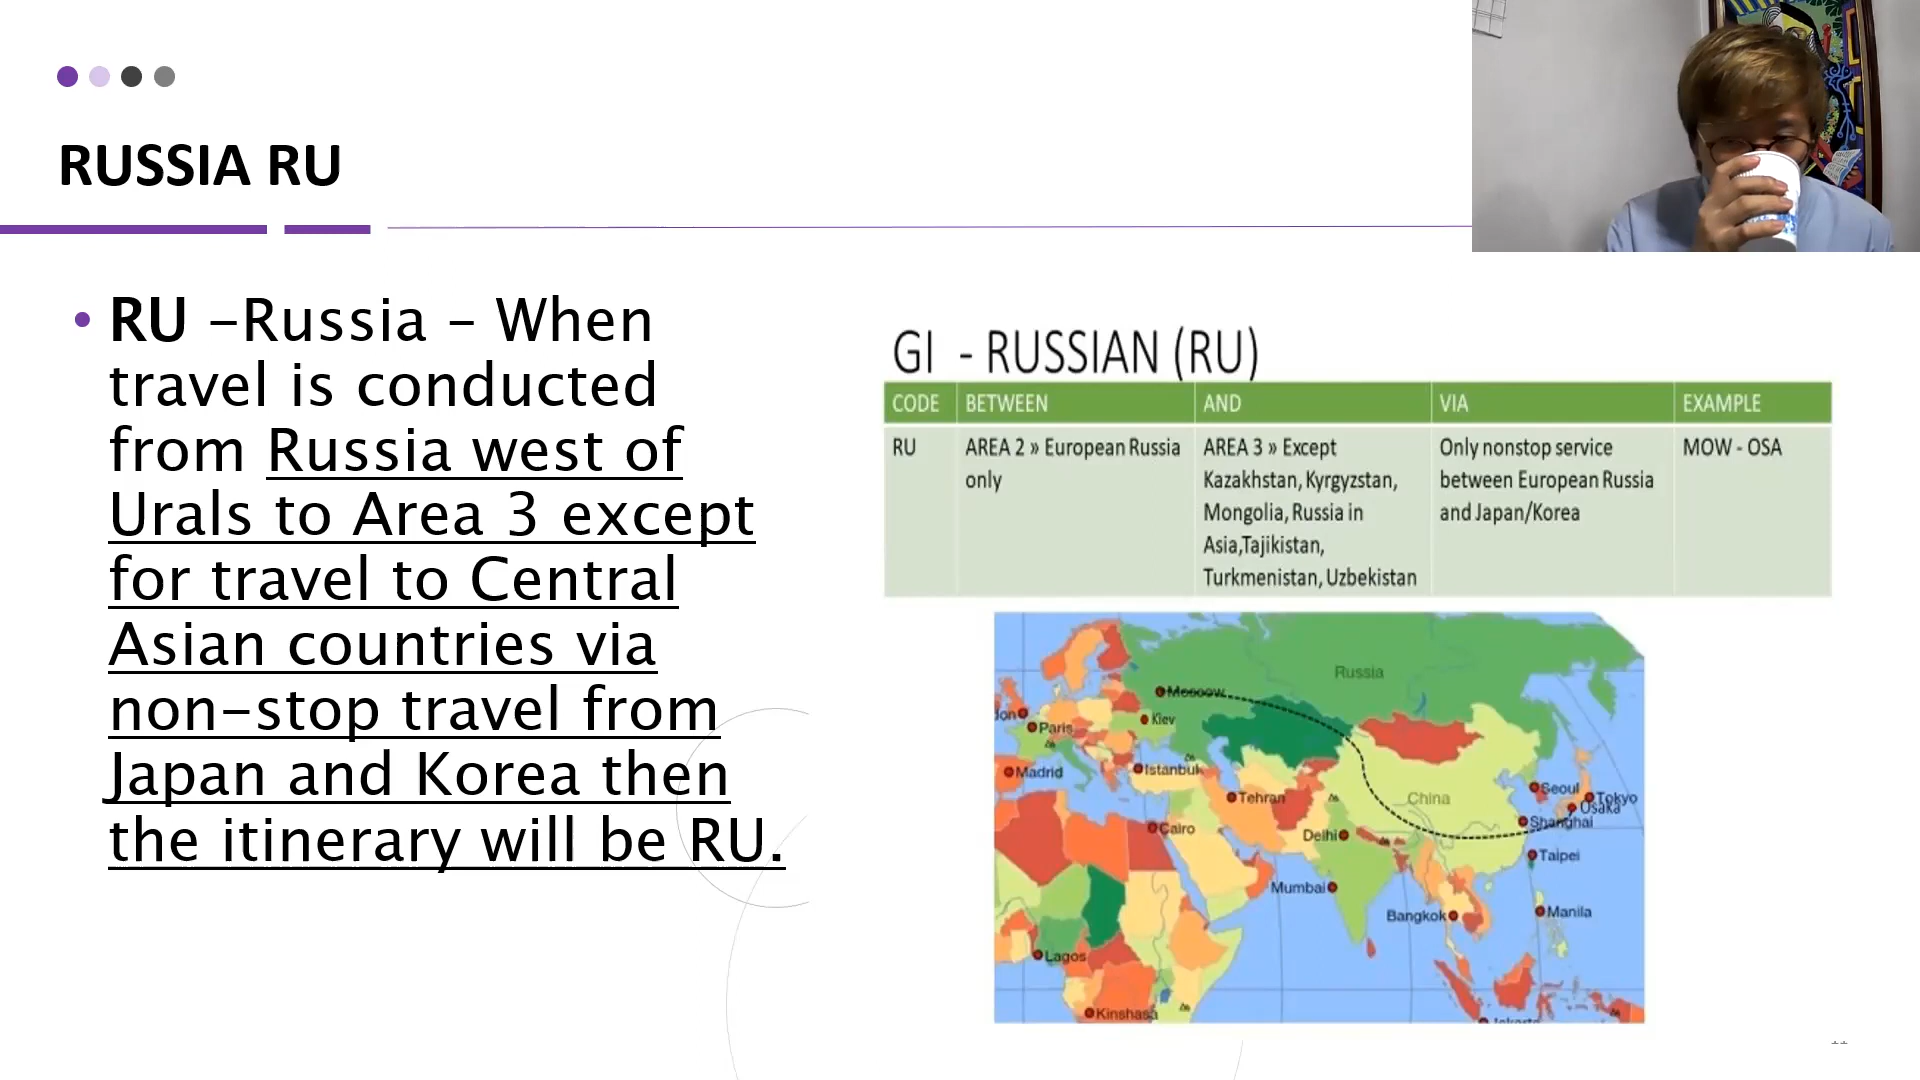 RUSSIA RU
• RU –Russia – When
travel is conducted
from Russia west of
Urals to Area 3 except
for travel to Central
Asian countries via
non–stop travel from
Japan and Korea then
the itinerary will be RU.
GI - RUSSIAN (RU)
CODE BETWEEN AND VIA EXAMPLE
RU AREA 2 » European Russia AREA 3 » Except Only nonstop service MOW - OSA
only Kazakhstan, Kyrgyzstan, between European Russia
Mongolia, Russia in and Japan/Korea
Asia,Tajikistan,
Turkmenistan, Uzbekistan
Russia
Moscow
don
Kiev
Paris
Madrid
Istanbul
Seoul
Tokyo
Osaka
Tehran
China
Shanghai
Cairo
Delhi
Taipei
Mumbai
Manila
Bangkok
Lagos
Kinshasa